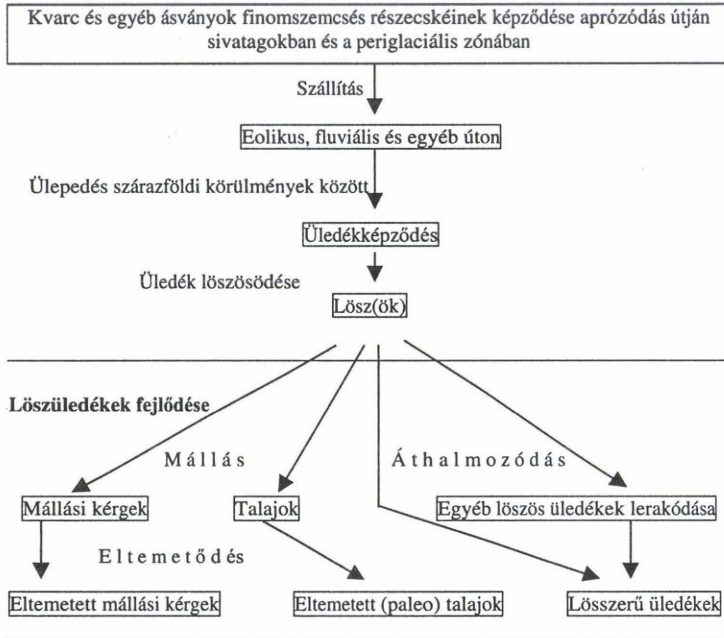 Kvarc és egyéb ásványok finomszemcsés részecskéinek képződése aprózódás útján
sivatagokban és a periglaciális zónában
Szállítás
Eolikus, fluviális és egyéb úton
Ülepedés szárazföldi körülmények között
Üledékképződés
Üledék löszösödése
Lösz(ök)
Löszüledékek fejlődése
Mállás
Áthalmozódás
Mállási kérgek
Talajok
Egyéb löszös üledékek lerakódása
Eltemetődés
Eltemetett mállási kérgek
Eltemetett (paleo) talajok
Lösszerű üledékek